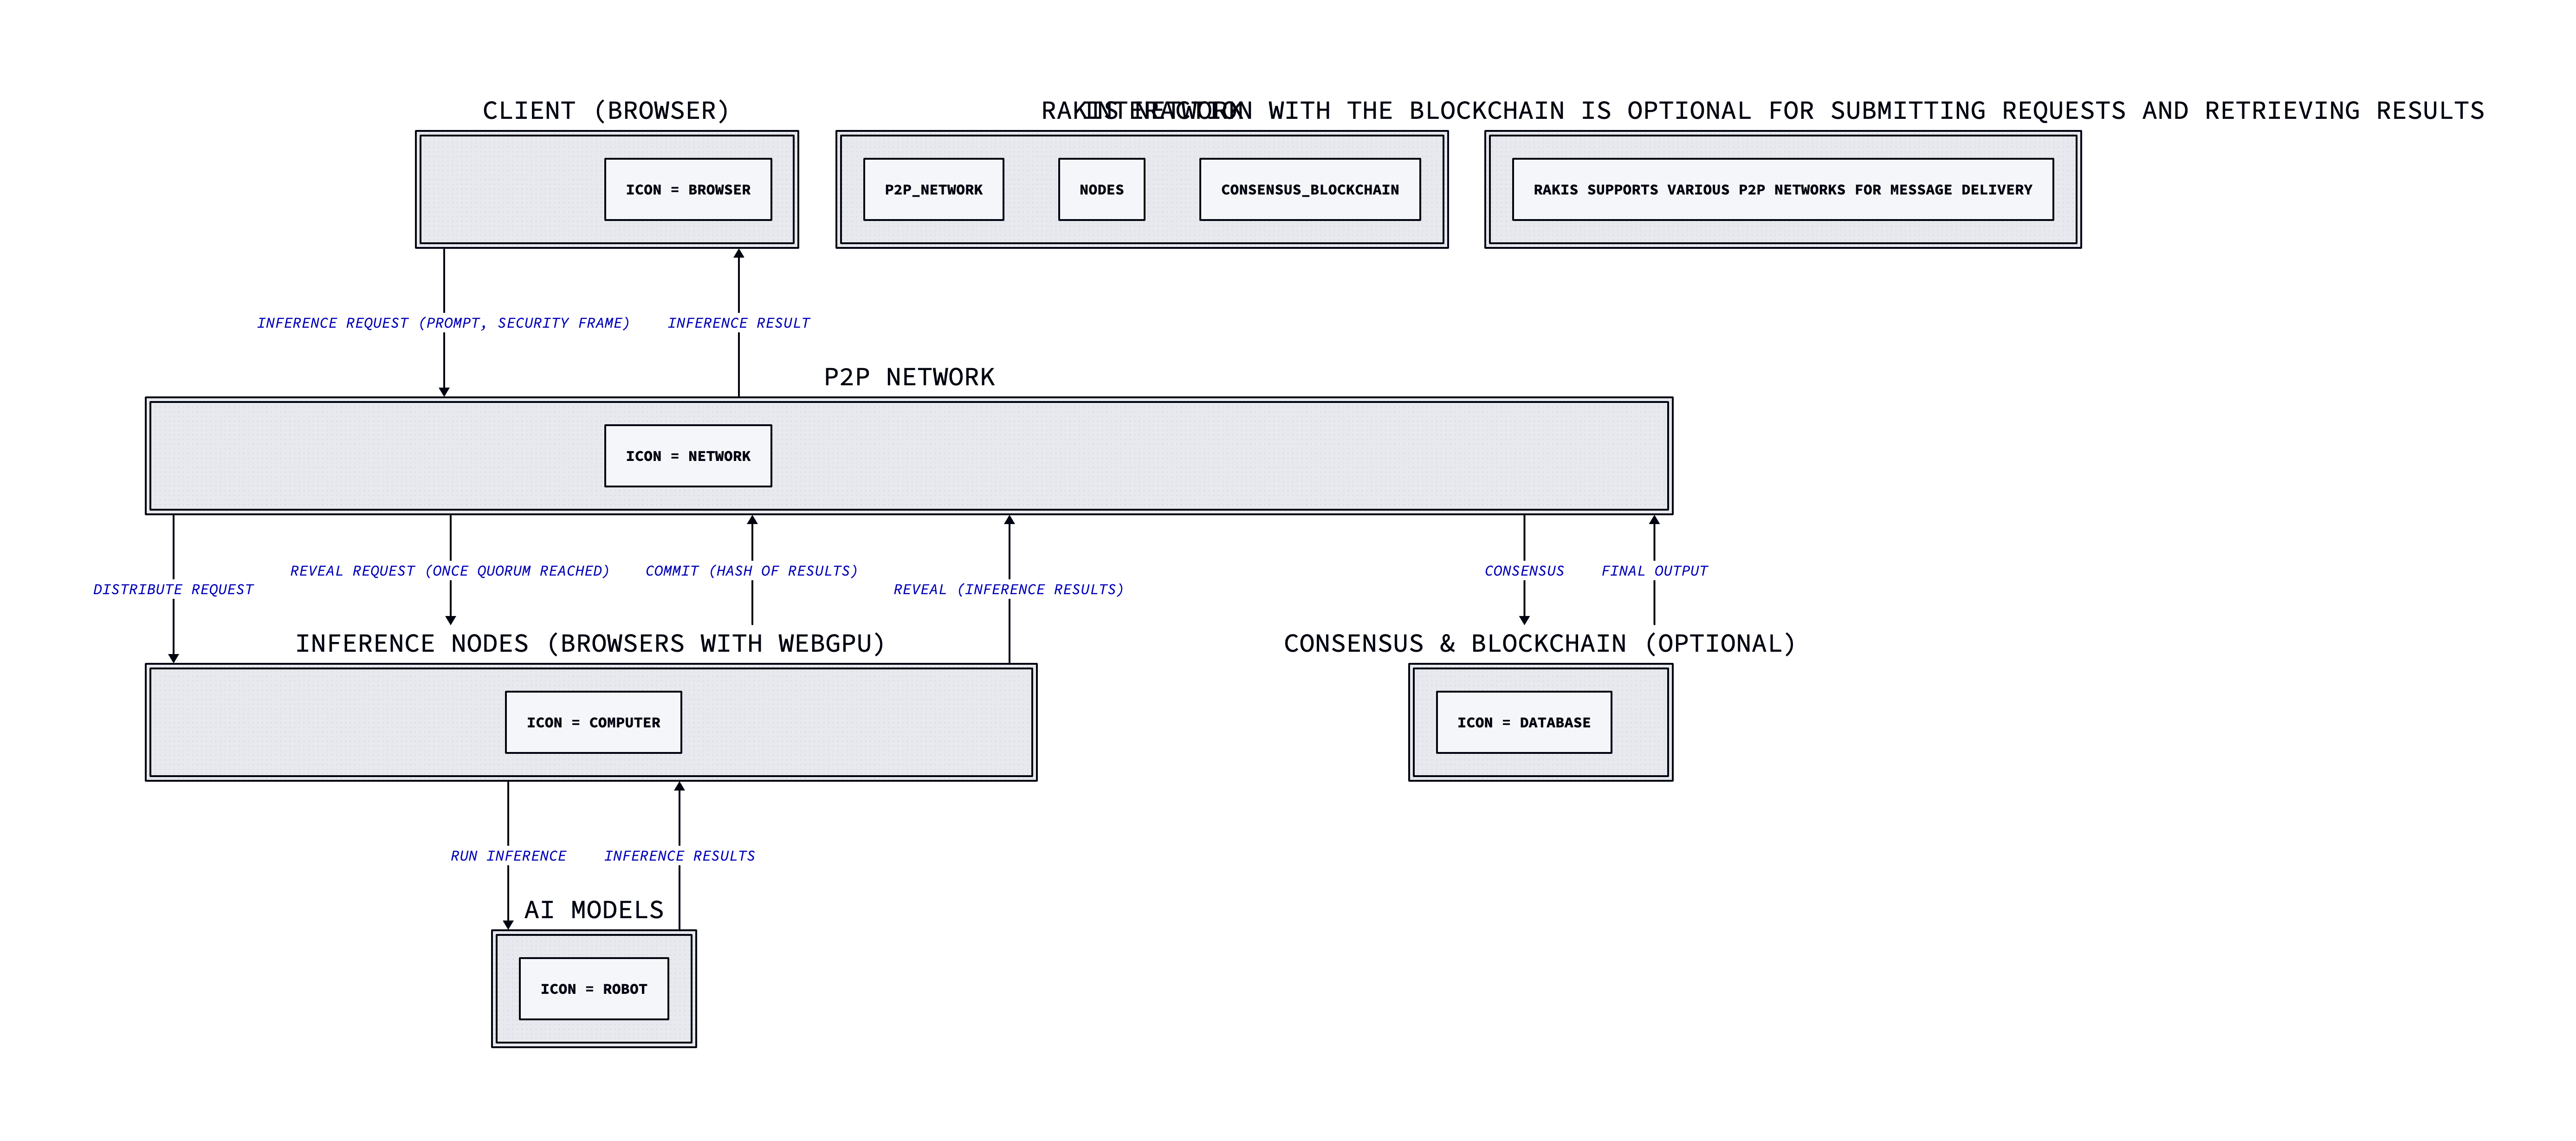 CLIENT (BROWSER)
RAKIS NETWORK
INTERACTION WITH THE BLOCKCHAIN IS OPTIONAL FOR SUBMITTING REQUESTS AND RETRIEVING RESULTS
ICON = BROWSER
P2P_NETWORK
NODES
CONSENSUS_BLOCKCHAIN
RAKIS SUPPORTS VARIOUS P2P NETWORKS FOR MESSAGE DELIVERY
INFERENCE REQUEST (PROMPT, SECURITY FRAME)
INFERENCE RESULT
P2P NETWORK
ICON = NETWORK
DISTRIBUTE REQUEST
REVEAL REQUEST (ONCE QUORUM REACHED)
COMMIT (HASH OF RESULTS)
REVEAL (INFERENCE RESULTS)
CONSENSUS
FINAL OUTPUT
INFERENCE NODES (BROWSERS WITH WEBGPU)
CONSENSUS & BLOCKCHAIN (OPTIONAL)
ICON = COMPUTER
ICON = DATABASE
RUN INFERENCE
INFERENCE RESULTS
AI MODELS
ICON = ROBOT